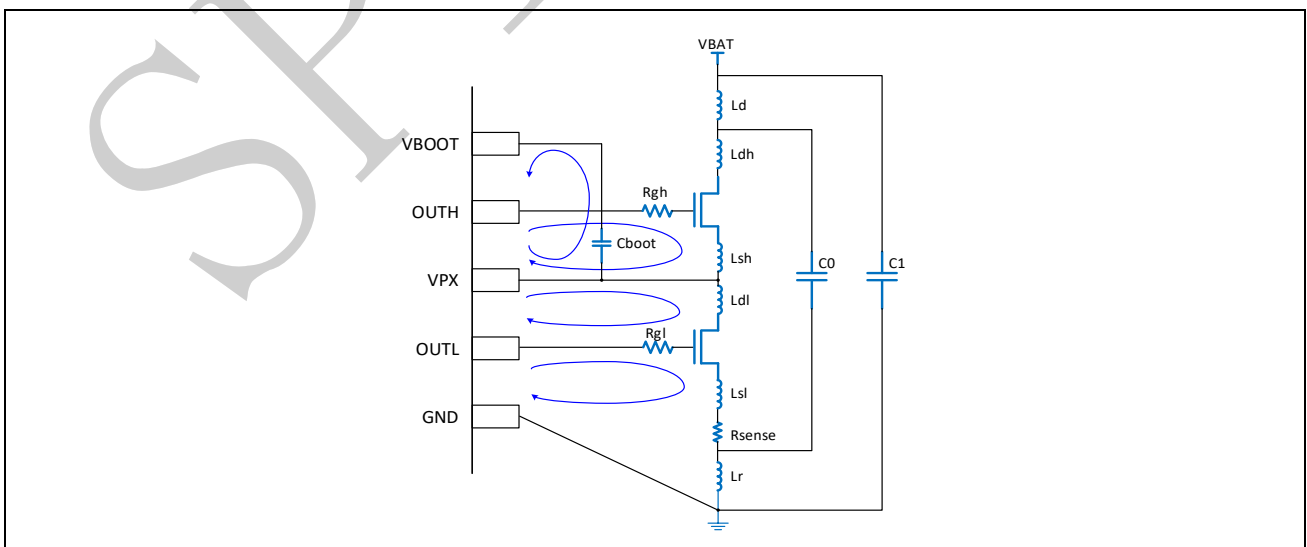 VBAT
Ld
VBOOT
Ldh
Rgh
OUTH
Cboot
Lsh
C0
C1
VPX
Ldl
Rgl
OUTL
Lsl
GND
Rsense
Lr